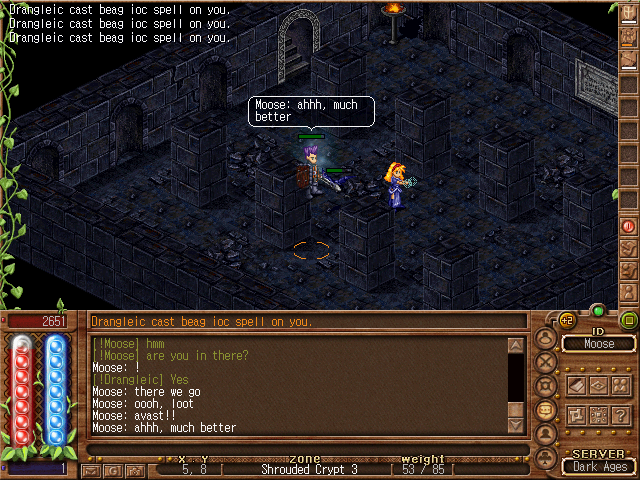 Drangleic cast beag ioc spell on you.
Drangleic cast beag ioc spell on you.
Drangleic cast beag ioc spell on you.
Moose: ahhh, much
better
2651
Drangleic cast beag ioc spell on you.
[!Moose] hmm
[!Moose] are you in there?
Moose: !
[!Drangleic] Yes
Moose: there we go
Moose: oooh, loot
Moose: avast!!
Moose: ahhh, much better
+2
ID
Moose
?
X Y zone weight
1 G 5, 8 [ Shrouded Crypt 3 ] 53 / 85 [
SERVER
Dark Ages